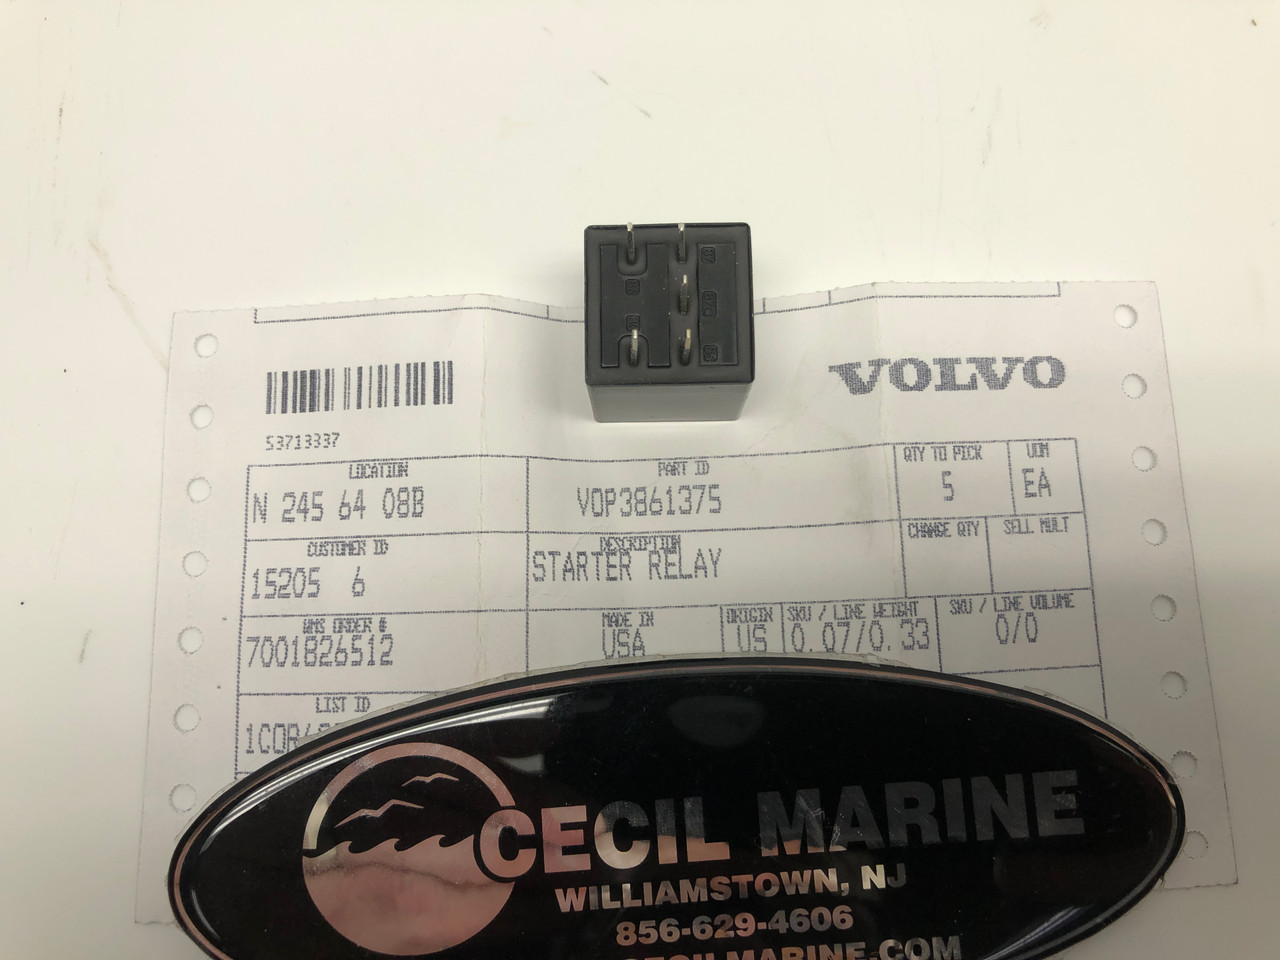 VOLVO
53713337
LOCATION
N 245 64 08B
PART ID
VOP3861375
QTY TO PICK
5
UOM
EA
CUSTOMER ID
15205 6
DESCRIPTION
STARTER RELAY
CHANGE QTY
SELL MULT
WMS ORDER #
7001826512
MADE IN
USA
ORIGIN
US
SKU / LINE WEIGHT
0.07/0.33
SKU / LINE VOLUME
0/0
LIST ID
CECIL MARINE
WILLIAMSTOWN, NJ
856-629-4606
CECILMARINE.COM